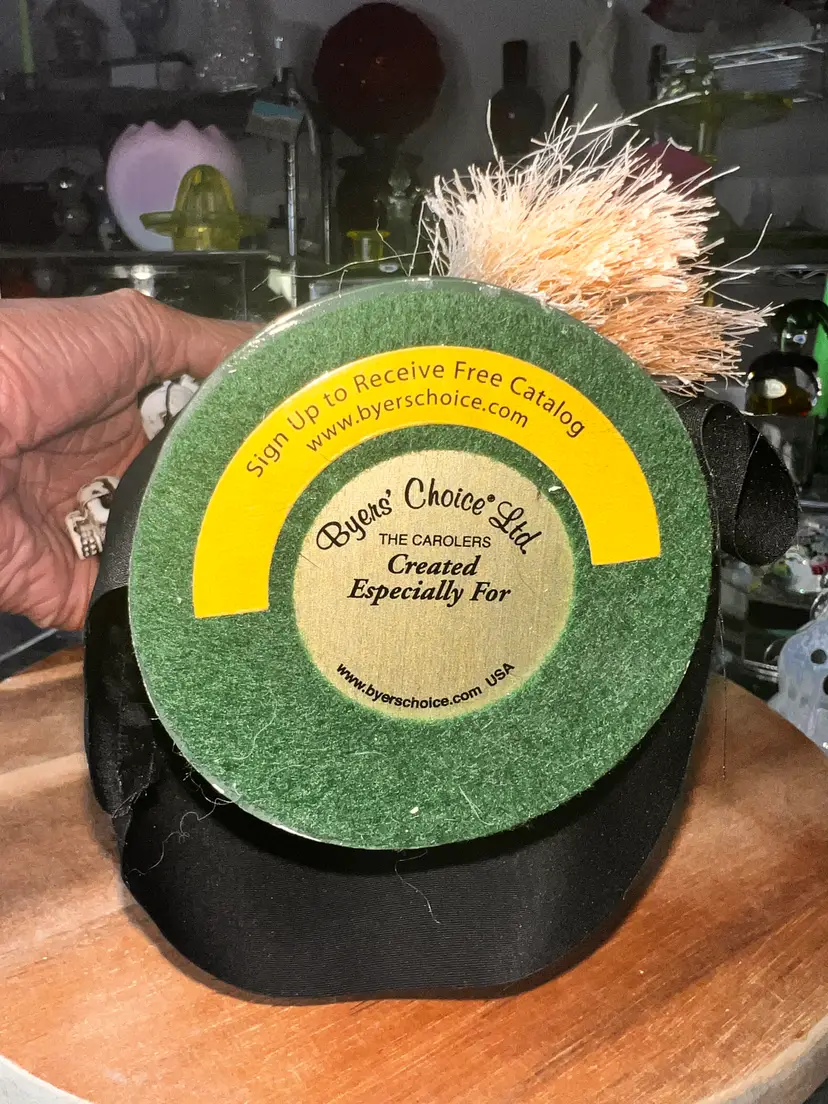 Sign Up to Receive Free Catalog
www.byerschoice.com
Byers' Choice® Ltd.
THE CAROLERS
Created
Especially For
www.byerschoice.com USA